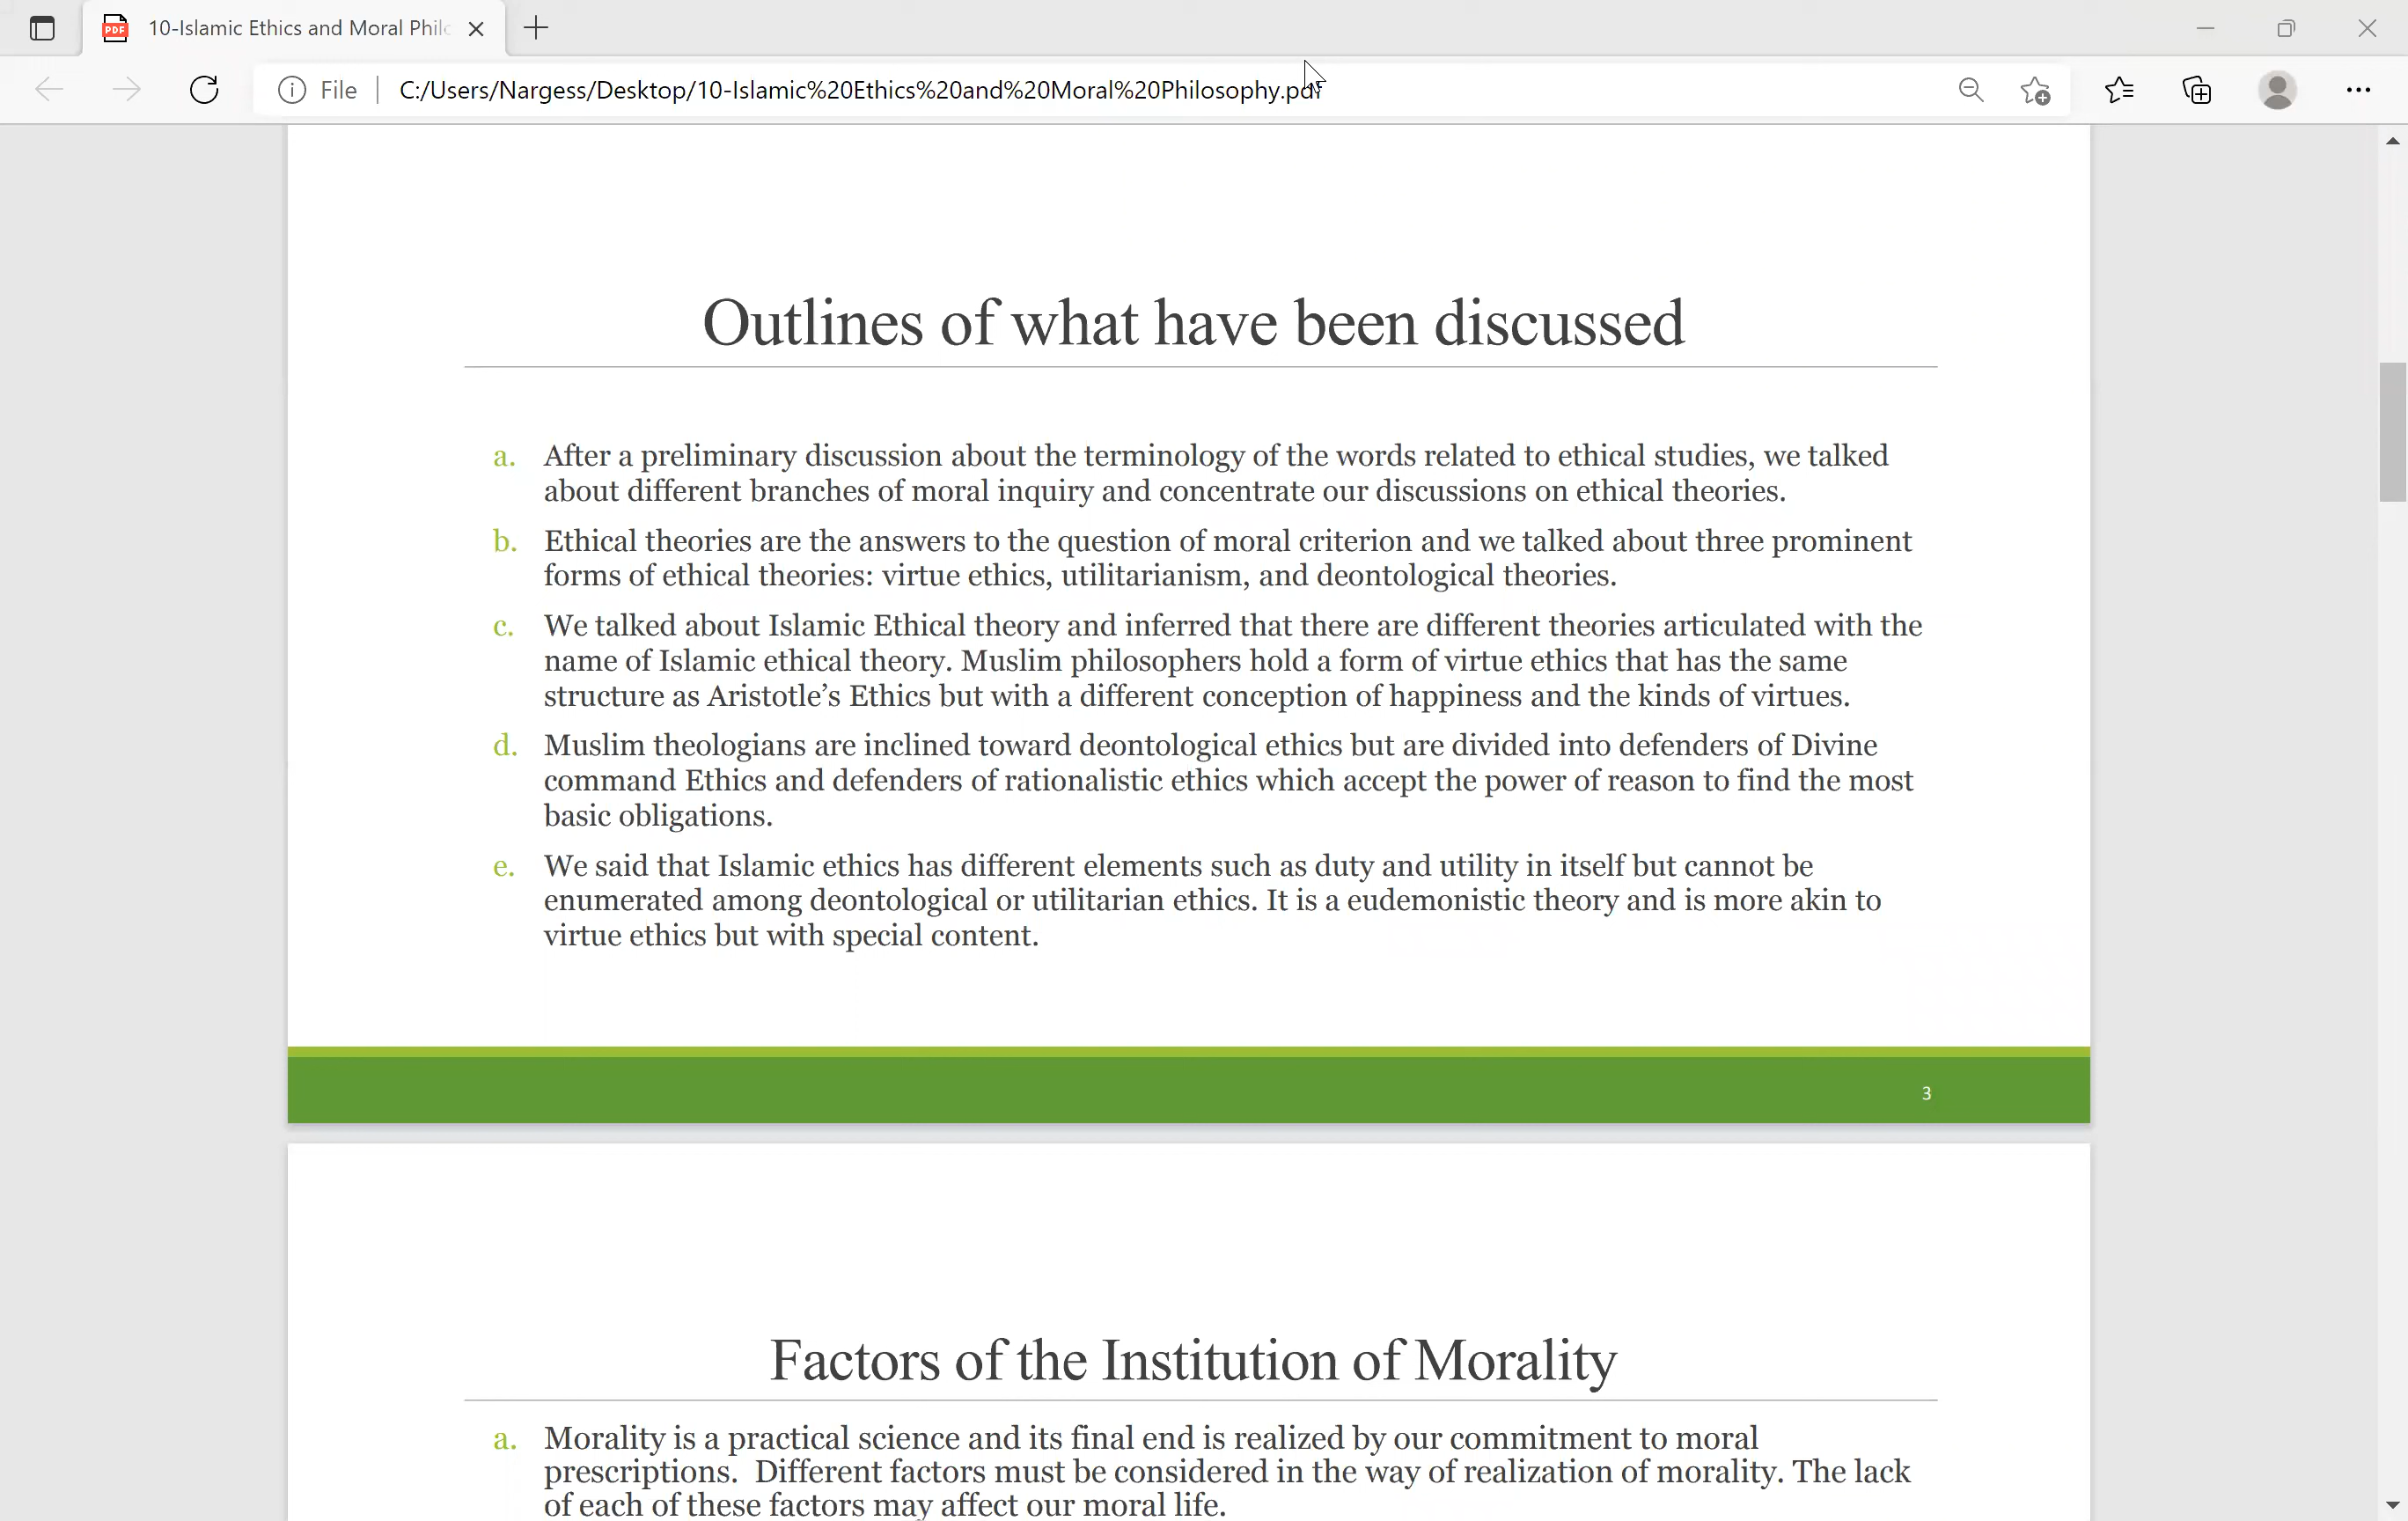 10-Islamic Ethics and Moral Philo
File
C:/Users/Nargess/Desktop/10-Islamic%20Ethics%20and%20Moral%20Philosophy.pdf
Outlines of what have been discussed
a. After a preliminary discussion about the terminology of the words related to ethical studies, we talked
about different branches of moral inquiry and concentrate our discussions on ethical theories.
b. Ethical theories are the answers to the question of moral criterion and we talked about three prominent
forms of ethical theories: virtue ethics, utilitarianism, and deontological theories.
c. We talked about Islamic Ethical theory and inferred that there are different theories articulated with the
name of Islamic ethical theory. Muslim philosophers hold a form of virtue ethics that has the same
structure as Aristotle’s Ethics but with a different conception of happiness and the kinds of virtues.
d. Muslim theologians are inclined toward deontological ethics but are divided into defenders of Divine
command Ethics and defenders of rationalistic ethics which accept the power of reason to find the most
basic obligations.
e. We said that Islamic ethics has different elements such as duty and utility in itself but cannot be
enumerated among deontological or utilitarian ethics. It is a eudemonistic theory and is more akin to
virtue ethics but with special content.
3
Factors of the Institution of Morality
a. Morality is a practical science and its final end is realized by our commitment to moral
prescriptions.  Different factors must be considered in the way of realization of morality. The lack
of each of these factors may affect our moral life.